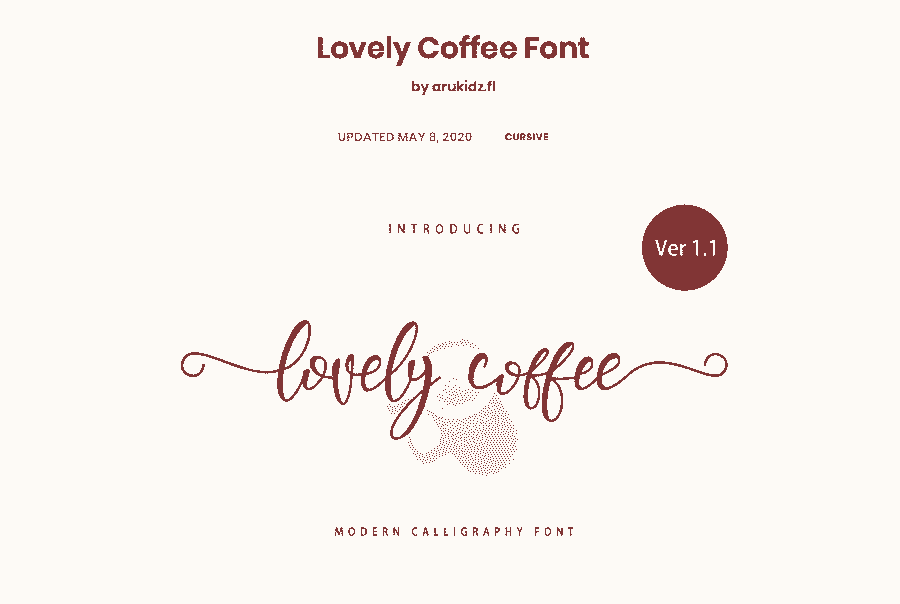 Lovely Coffee Font
by arukidz.fl
UPDATED MAY 8, 2020 CURSIVE
INTRODUCING
Ver 1.1
lovely coffee
MODERN CALLIGRAPHY FONT